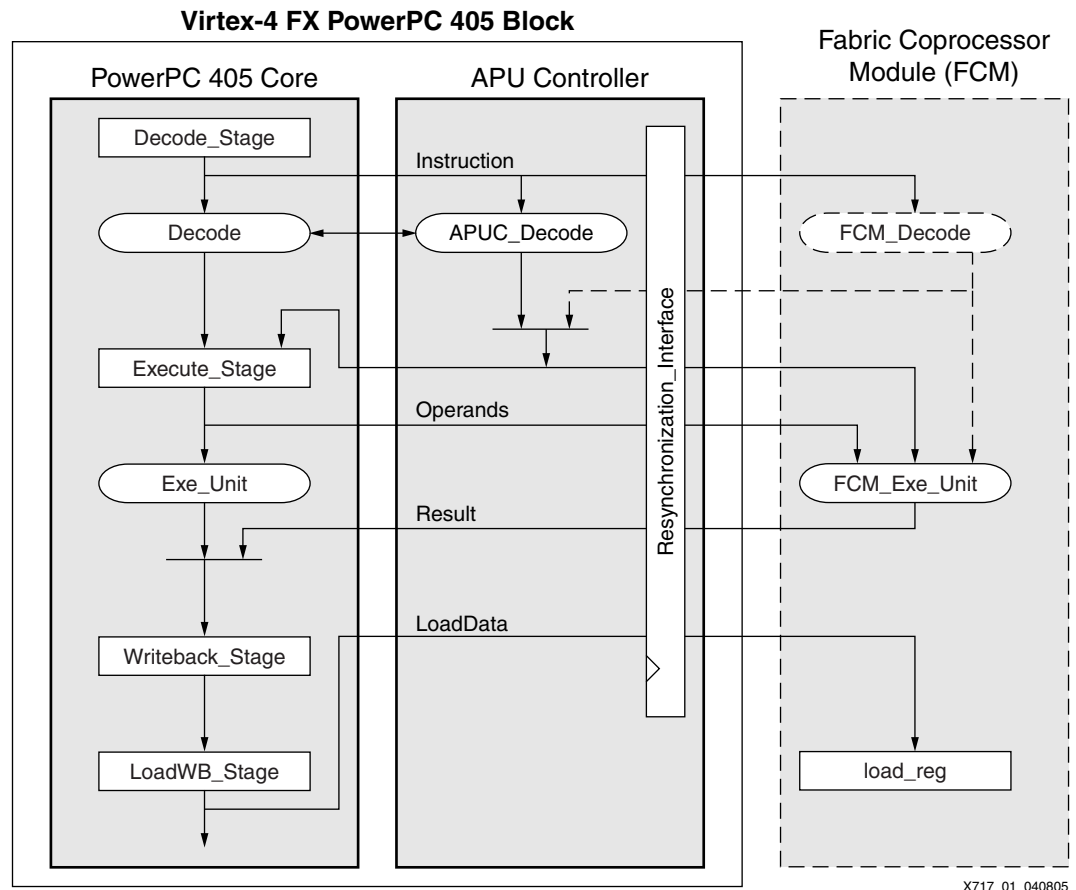 Virtex-4 FX PowerPC 405 Block
Fabric Coprocessor
Module (FCM)
PowerPC 405 Core
APU Controller
Decode_Stage
Instruction
Decode
APUC_Decode
FCM_Decode
Resynchronization_Interface
Execute_Stage
Operands
Exe_Unit
FCM_Exe_Unit
Result
LoadData
Writeback_Stage
LoadWB_Stage
load_reg
X717_01_040805